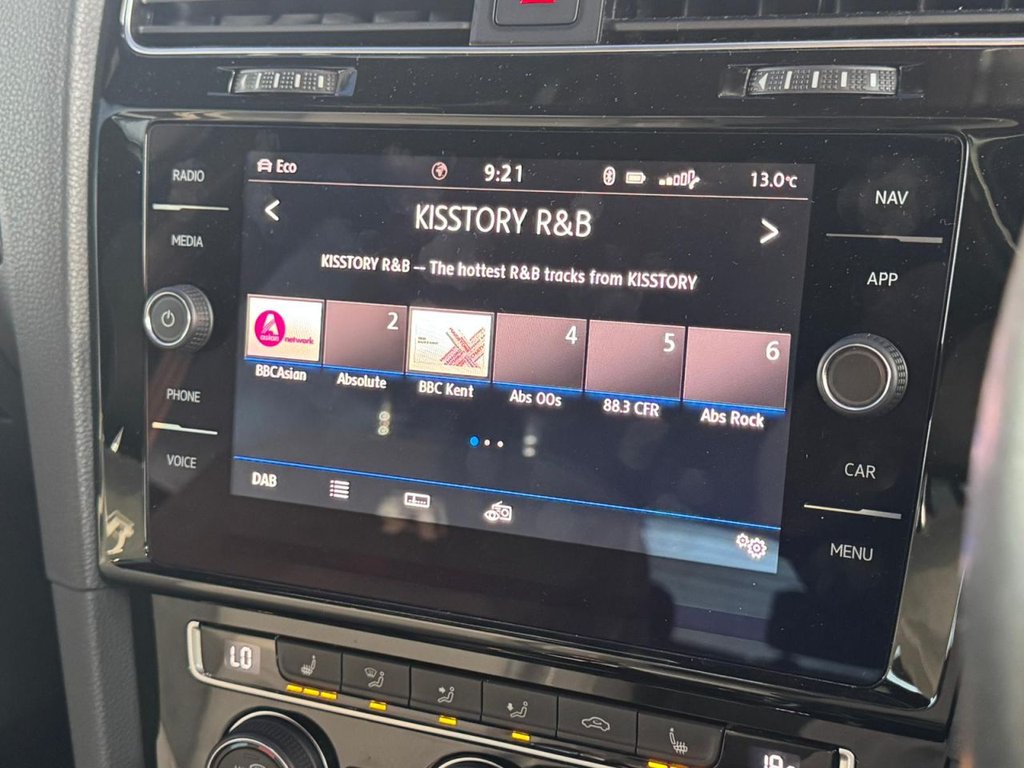 RADIO
MEDIA
PHONE
VOICE
Eco 9:21 13.0°C
< KISSTORY R&B >
KISSTORY R&B -- The hottest R&B tracks from KISSTORY
asian network
2
4
5
6
BBCAsian Absolute BBC Kent Abs 00s 88.3 CFR Abs Rock
DAB
NAV
APP
CAR
MENU
LO